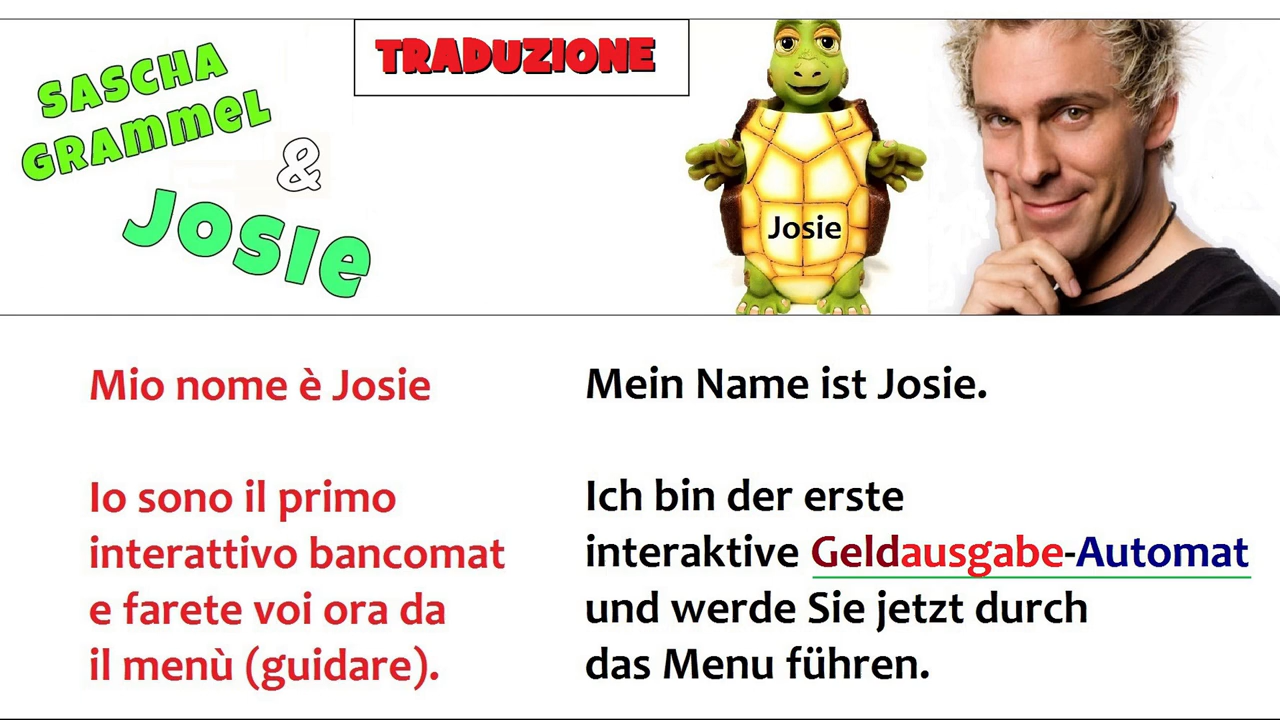 SASCHA
GRAMMEL
&
JOSIE
TRADUZIONE
Josie
Mio nome è Josie
Io sono il primo
interattivo bancomat
e farete voi ora da
il menù (guidare).
Mein Name ist Josie.
Ich bin der erste
interaktive Geldausgabe-Automat
und werde Sie jetzt durch
das Menu führen.